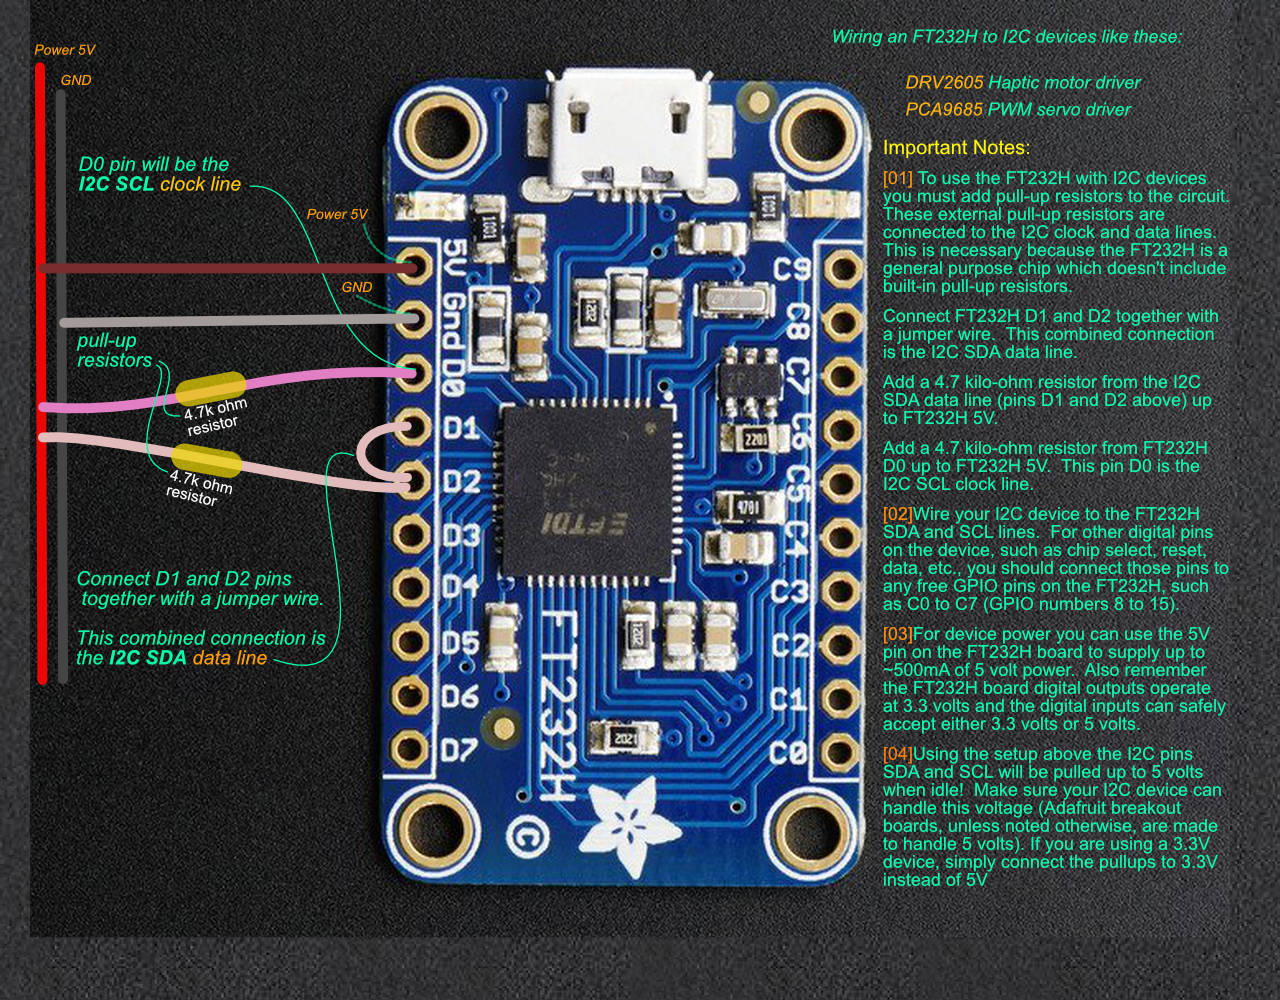 Power 5V
GND
D0 pin will be the
I2C SCL clock line
Power 5V
GND
pull-up
resistors
4.7k ohm
resistor
4.7k ohm
resistor
Connect D1 and D2 pins
together with a jumper wire.
This combined connection is
the I2C SDA data line
5V
Gnd
D0
D1
D2
D3
D4
D5
D6
D7
1001
1001
1202
2201
4701
FTDI
1202
2021
FT232H
©
C9
C8
C7
C6
C5
C4
C3
C2
C1
C0
Wiring an FT232H to I2C devices like these:
DRV2605 Haptic motor driver
PCA9685 PWM servo driver
Important Notes:
[01] To use the FT232H with I2C devices
you must add pull-up resistors to the circuit.
These external pull-up resistors are
connected to the I2C clock and data lines.
This is necessary because the FT232H is a
general purpose chip which doesn't include
built-in pull-up resistors.
Connect FT232H D1 and D2 together with
a jumper wire. This combined connection
is the I2C SDA data line.
Add a 4.7 kilo-ohm resistor from the I2C
SDA data line (pins D1 and D2 above) up
to FT232H 5V.
Add a 4.7 kilo-ohm resistor from FT232H
D0 up to FT232H 5V. This pin D0 is the
I2C SCL clock line.
[02]Wire your I2C device to the FT232H
SDA and SCL lines. For other digital pins
on the device, such as chip select, reset,
data, etc., you should connect those pins to
any free GPIO pins on the FT232H, such
as C0 to C7 (GPIO numbers 8 to 15).
[03]For device power you can use the 5V
pin on the FT232H board to supply up to
~500mA of 5 volt power. Also remember
the FT232H board digital outputs operate
at 3.3 volts and the digital inputs can safely
accept either 3.3 volts or 5 volts.
[04]Using the setup above the I2C pins
SDA and SCL will be pulled up to 5 volts
when idle! Make sure your I2C device can
handle this voltage (Adafruit breakout
boards, unless noted otherwise, are made
to handle 5 volts). If you are using a 3.3V
device, simply connect the pullups to 3.3V
instead of 5V